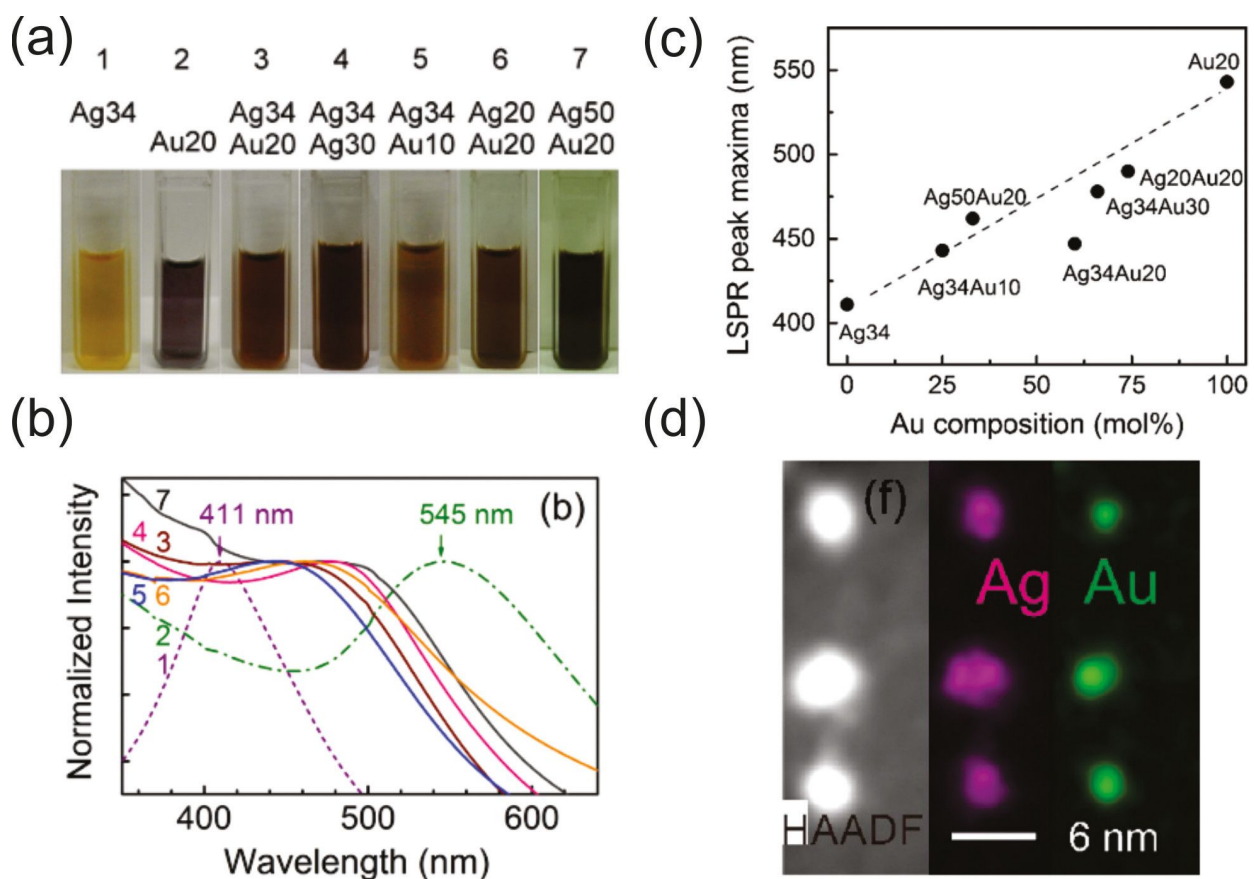 (a)
1 2 3 4 5 6 7
Ag34 Au20 Ag34 Ag34 Ag34 Ag20 Ag50
Au20 Ag30 Au10 Au20 Au20
(b)
Normalized Intensity
7
4 3
5 6
2
1
411 nm
545 nm
(b)
400 500 600
Wavelength (nm)
(c)
LSPR peak maxima (nm)
550
500
450
400
Au20
Ag20Au20
Ag34Au30
Ag50Au20
Ag34Au20
Ag34Au10
Ag34
0 25 50 75 100
Au composition (mol%)
(d)
(f)
Ag Au
HAADF
6 nm